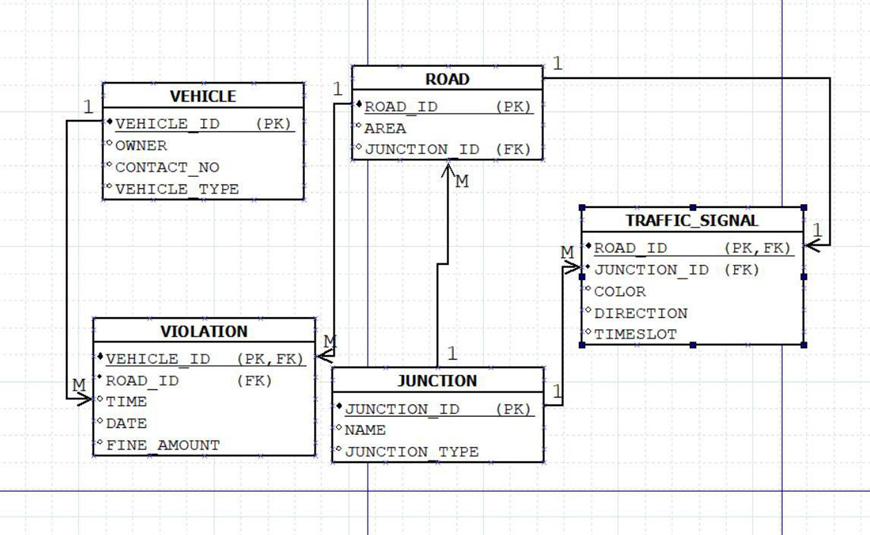 VEHICLE
1
VEHICLE_ID (PK)
OWNER
CONTACT_NO
VEHICLE_TYPE
ROAD
1
1
ROAD_ID (PK)
AREA
JUNCTION_ID (FK)
M
TRAFFIC_SIGNAL
1
M
ROAD_ID (PK,FK)
JUNCTION_ID (FK)
COLOR
DIRECTION
TIMESLOT
VIOLATION
M
M
VEHICLE_ID (PK,FK)
ROAD_ID (FK)
TIME
DATE
FINE_AMOUNT
1
JUNCTION
1
JUNCTION_ID (PK)
NAME
JUNCTION_TYPE